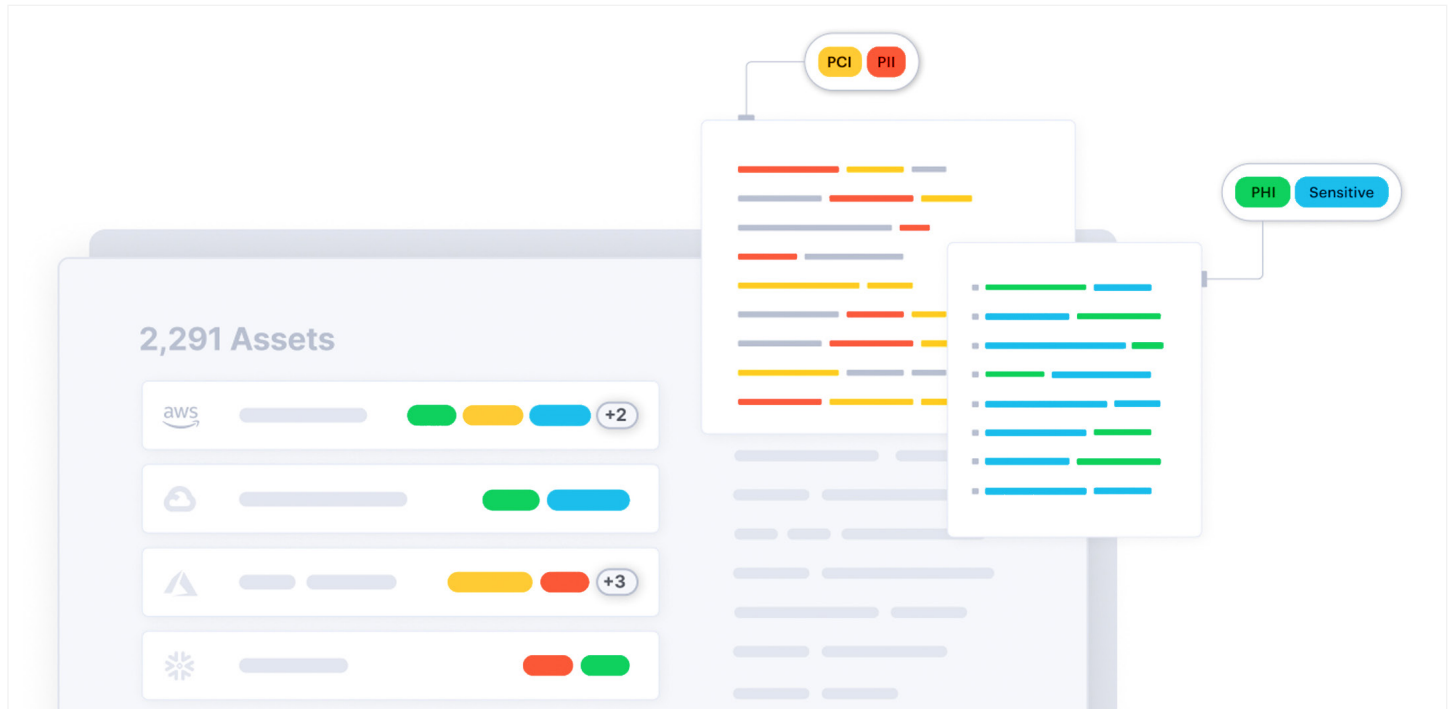 PCI PII
PHI Sensitive
2,291 Assets
aws
+2
+3